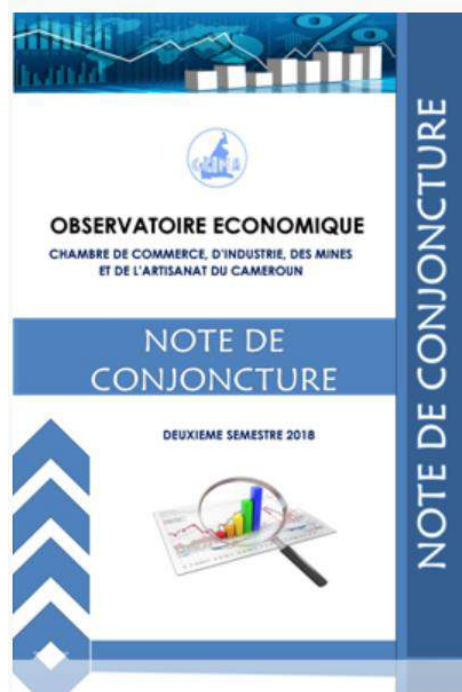 CCIMA
OBSERVATOIRE ECONOMIQUE
CHAMBRE DE COMMERCE, D'INDUSTRIE, DES MINES
ET DE L'ARTISANAT DU CAMEROUN
NOTE DE
CONJONCTURE
DEUXIEME SEMESTRE 2018
NOTE DE CONJONCTURE